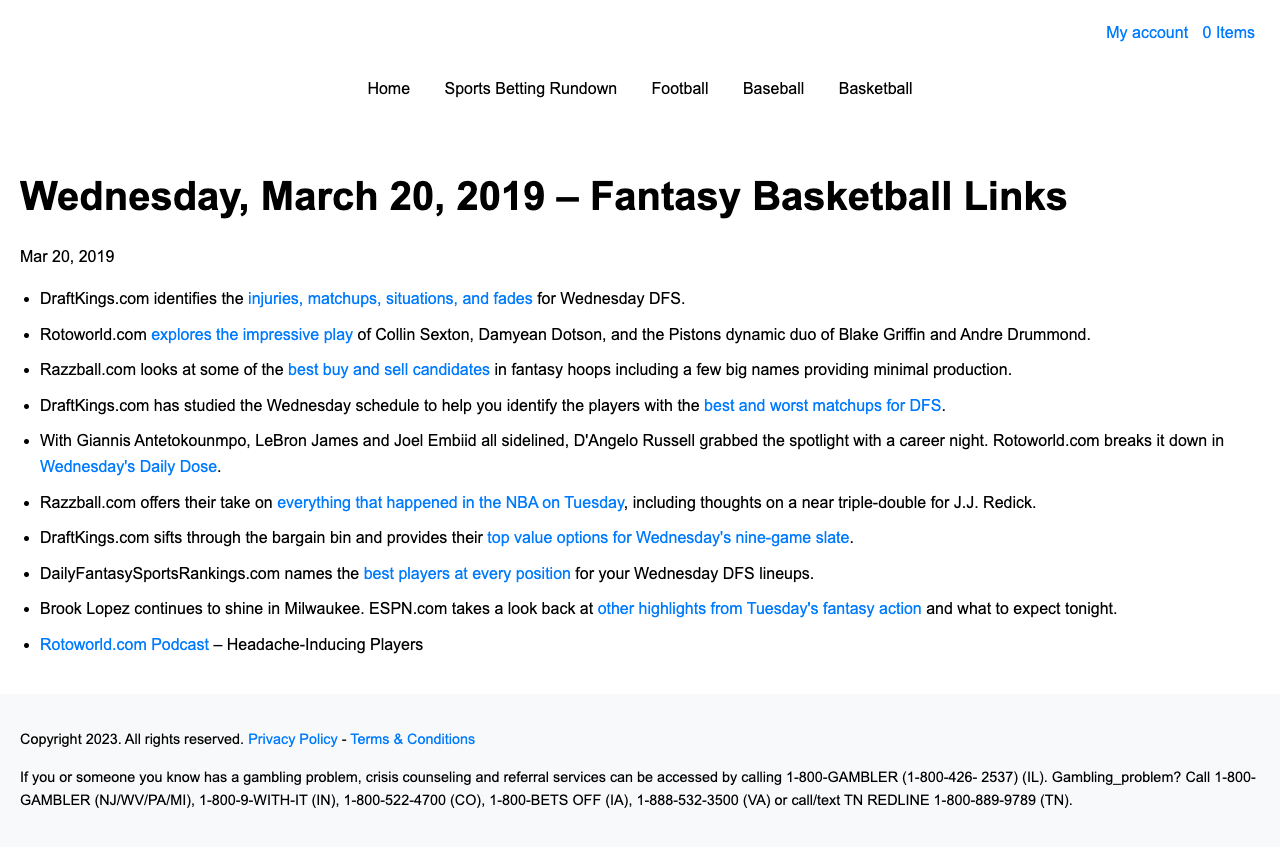 My account 0 Items
Home Sports Betting Rundown Football Baseball Basketball
Wednesday, March 20, 2019 – Fantasy Basketball Links
Mar 20, 2019
• DraftKings.com identifies the injuries, matchups, situations, and fades for Wednesday DFS.
• Rotoworld.com explores the impressive play of Collin Sexton, Damyean Dotson, and the Pistons dynamic duo of Blake Griffin and Andre Drummond.
• Razzball.com looks at some of the best buy and sell candidates in fantasy hoops including a few big names providing minimal production.
• DraftKings.com has studied the Wednesday schedule to help you identify the players with the best and worst matchups for DFS.
• With Giannis Antetokounmpo, LeBron James and Joel Embiid all sidelined, D'Angelo Russell grabbed the spotlight with a career night. Rotoworld.com breaks it down in
Wednesday's Daily Dose.
• Razzball.com offers their take on everything that happened in the NBA on Tuesday, including thoughts on a near triple-double for J.J. Redick.
• DraftKings.com sifts through the bargain bin and provides their top value options for Wednesday's nine-game slate.
• DailyFantasySportsRankings.com names the best players at every position for your Wednesday DFS lineups.
• Brook Lopez continues to shine in Milwaukee. ESPN.com takes a look back at other highlights from Tuesday's fantasy action and what to expect tonight.
• Rotoworld.com Podcast – Headache-Inducing Players
Copyright 2023. All rights reserved. Privacy Policy - Terms & Conditions
If you or someone you know has a gambling problem, crisis counseling and referral services can be accessed by calling 1-800-GAMBLER (1-800-426- 2537) (IL). Gambling_problem? Call 1-800-
GAMBLER (NJ/WV/PA/MI), 1-800-9-WITH-IT (IN), 1-800-522-4700 (CO), 1-800-BETS OFF (IA), 1-888-532-3500 (VA) or call/text TN REDLINE 1-800-889-9789 (TN).